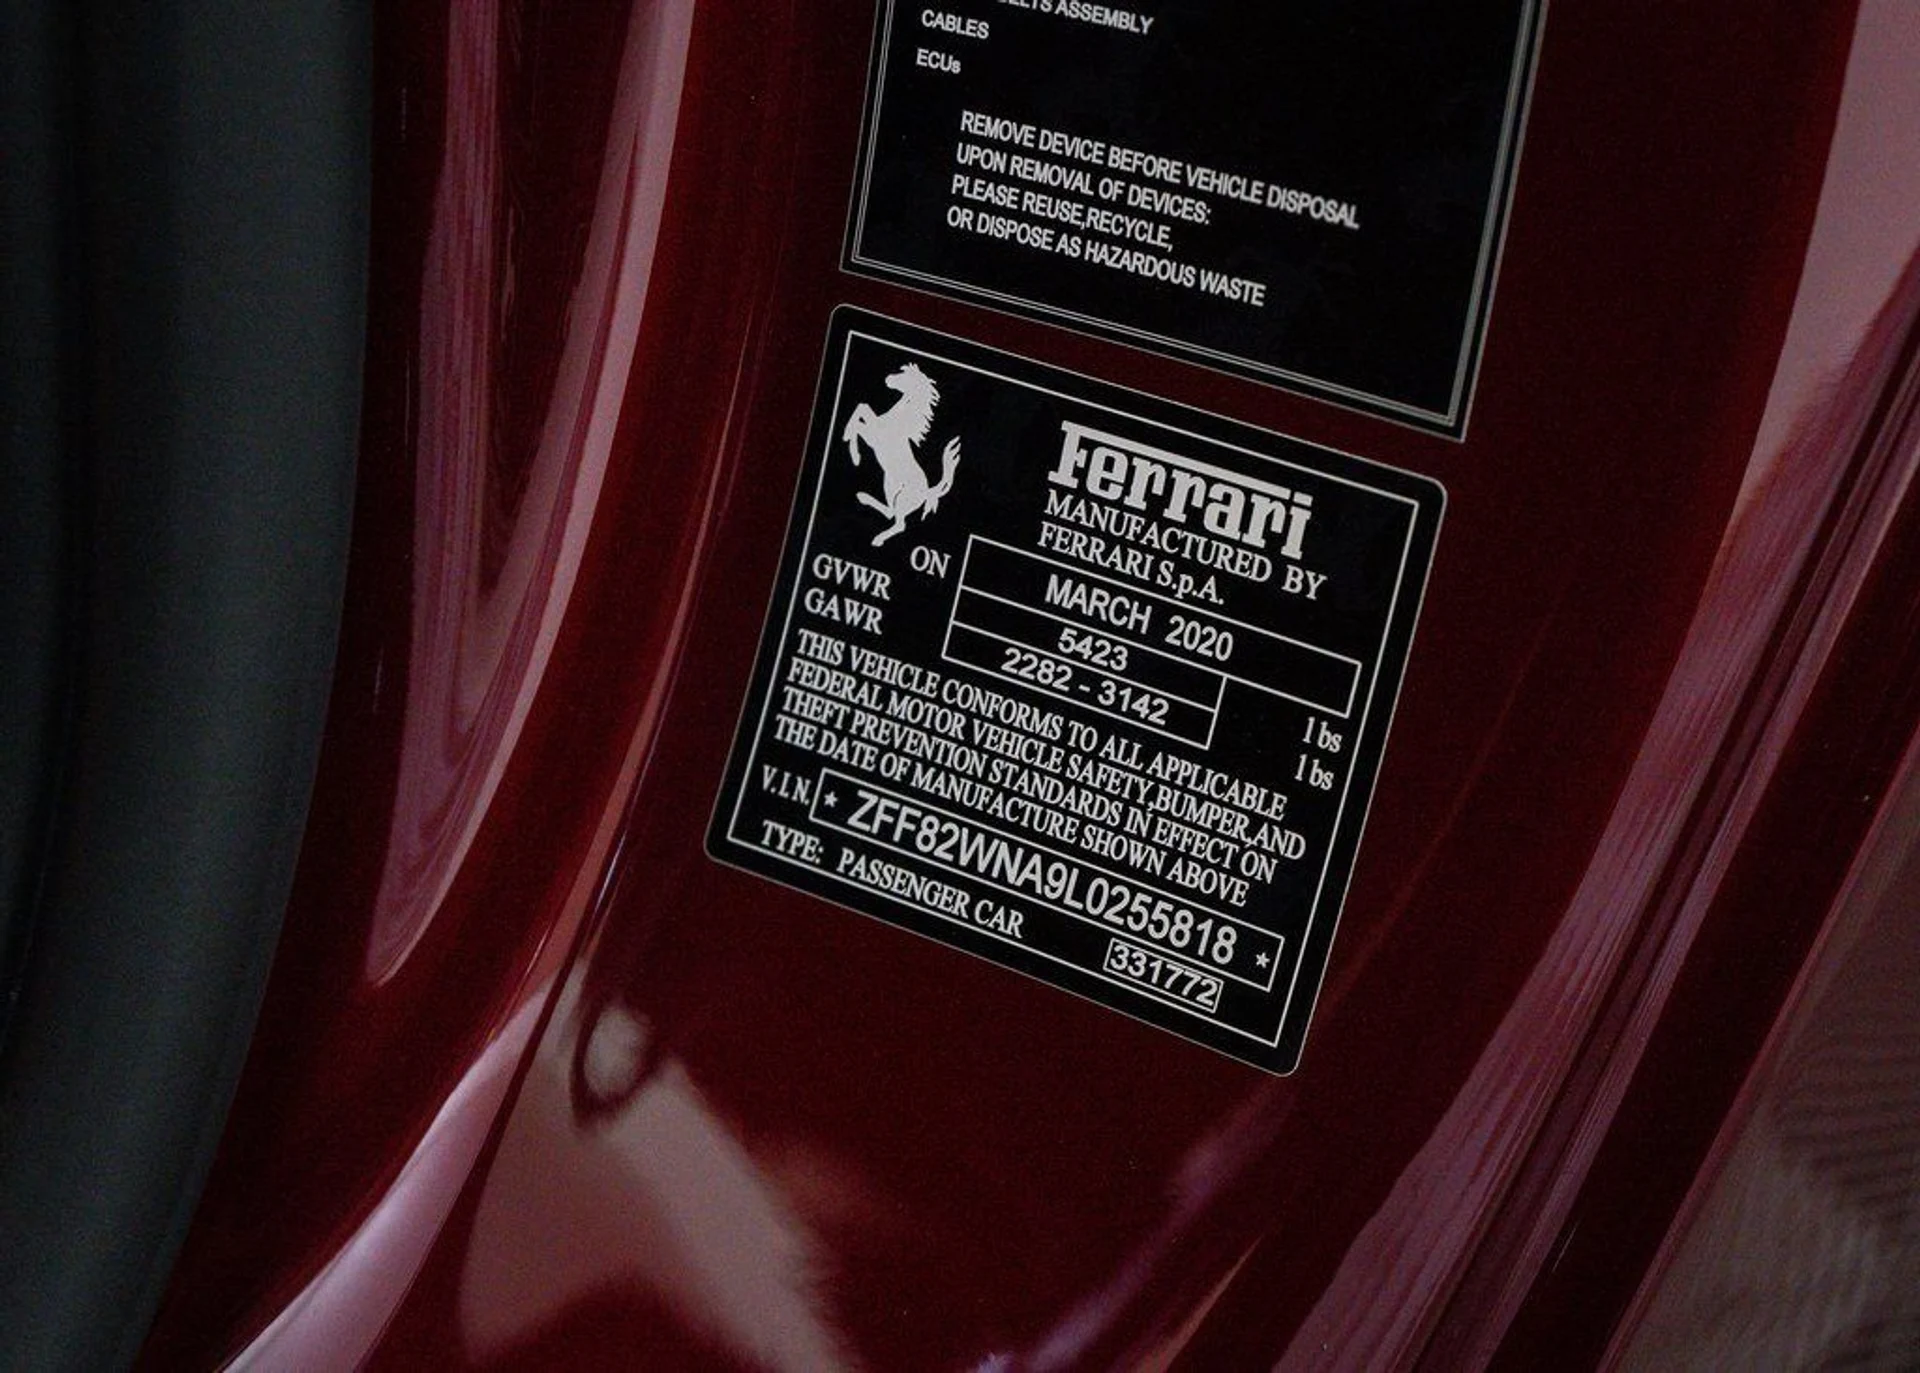 BELTS ASSEMBLY
CABLES
ECUs
REMOVE DEVICE BEFORE VEHICLE DISPOSAL
UPON REMOVAL OF DEVICES:
PLEASE REUSE,RECYCLE,
OR DISPOSE AS HAZARDOUS WASTE
Ferrari
MANUFACTURED BY
FERRARI S.p.A.
ON MARCH 2020
GVWR 5423 lbs
GAWR 2282 - 3142 lbs
THIS VEHICLE CONFORMS TO ALL APPLICABLE
FEDERAL MOTOR VEHICLE SAFETY,BUMPER,AND
THEFT PREVENTION STANDARDS IN EFFECT ON
THE DATE OF MANUFACTURE SHOWN ABOVE
V.I.N. * ZFF82WNA9L0255818 *
TYPE: PASSENGER CAR
331772